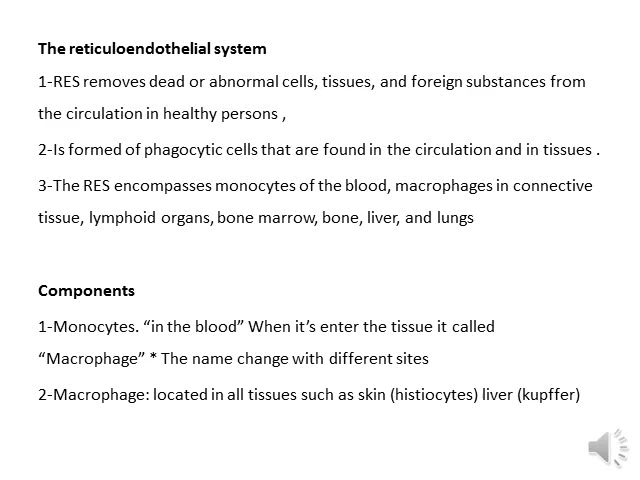 The reticuloendothelial system
1-RES removes dead or abnormal cells, tissues, and foreign substances from
the circulation in healthy persons ,
2-Is formed of phagocytic cells that are found in the circulation and in tissues .
3-The RES encompasses monocytes of the blood, macrophages in connective
tissue, lymphoid organs, bone marrow, bone, liver, and lungs
Components
1-Monocytes. “in the blood” When it’s enter the tissue it called
“Macrophage” * The name change with different sites
2-Macrophage: located in all tissues such as skin (histiocytes) liver (kupffer)